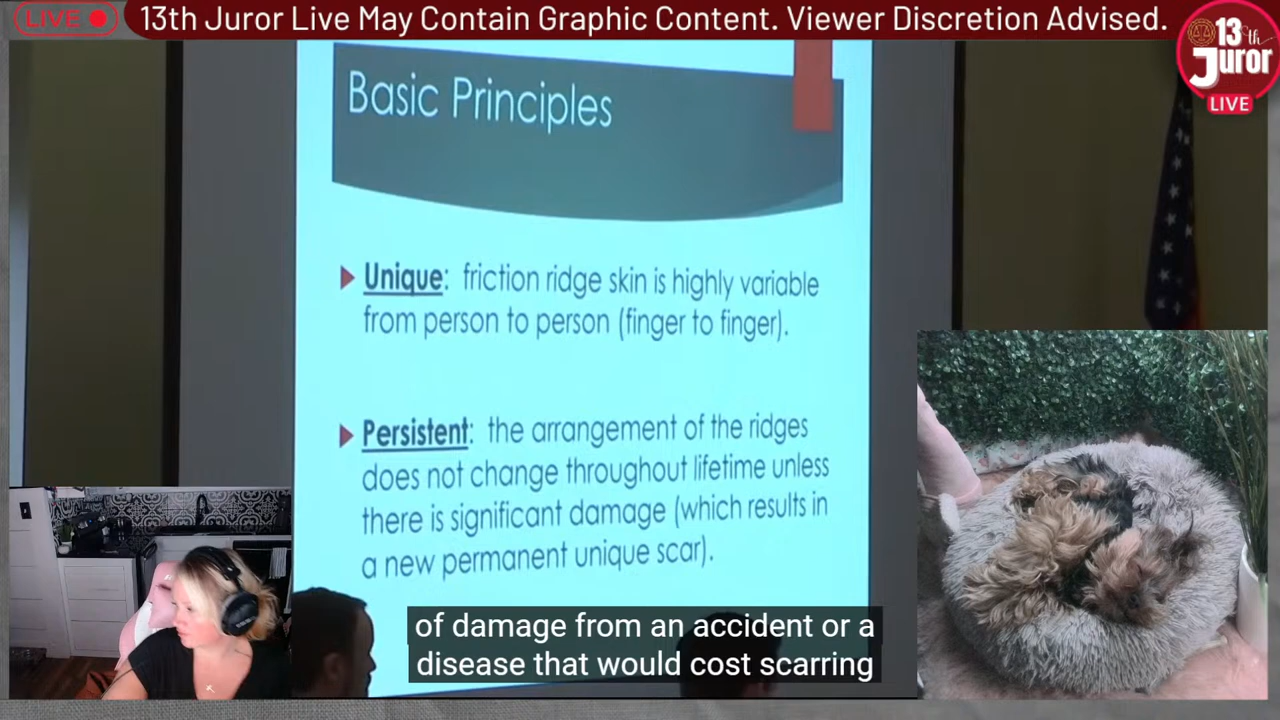 LIVE
13th Juror Live May Contain Graphic Content. Viewer Discretion Advised.
13th
Juror
LIVE
Basic Principles
Unique: friction ridge skin is highly variable
from person to person (finger to finger).
Persistent: the arrangement of the ridges
does not change throughout lifetime unless
there is significant damage (which results in
a new permanent unique scar).
of damage from an accident or a
disease that would cost scarring